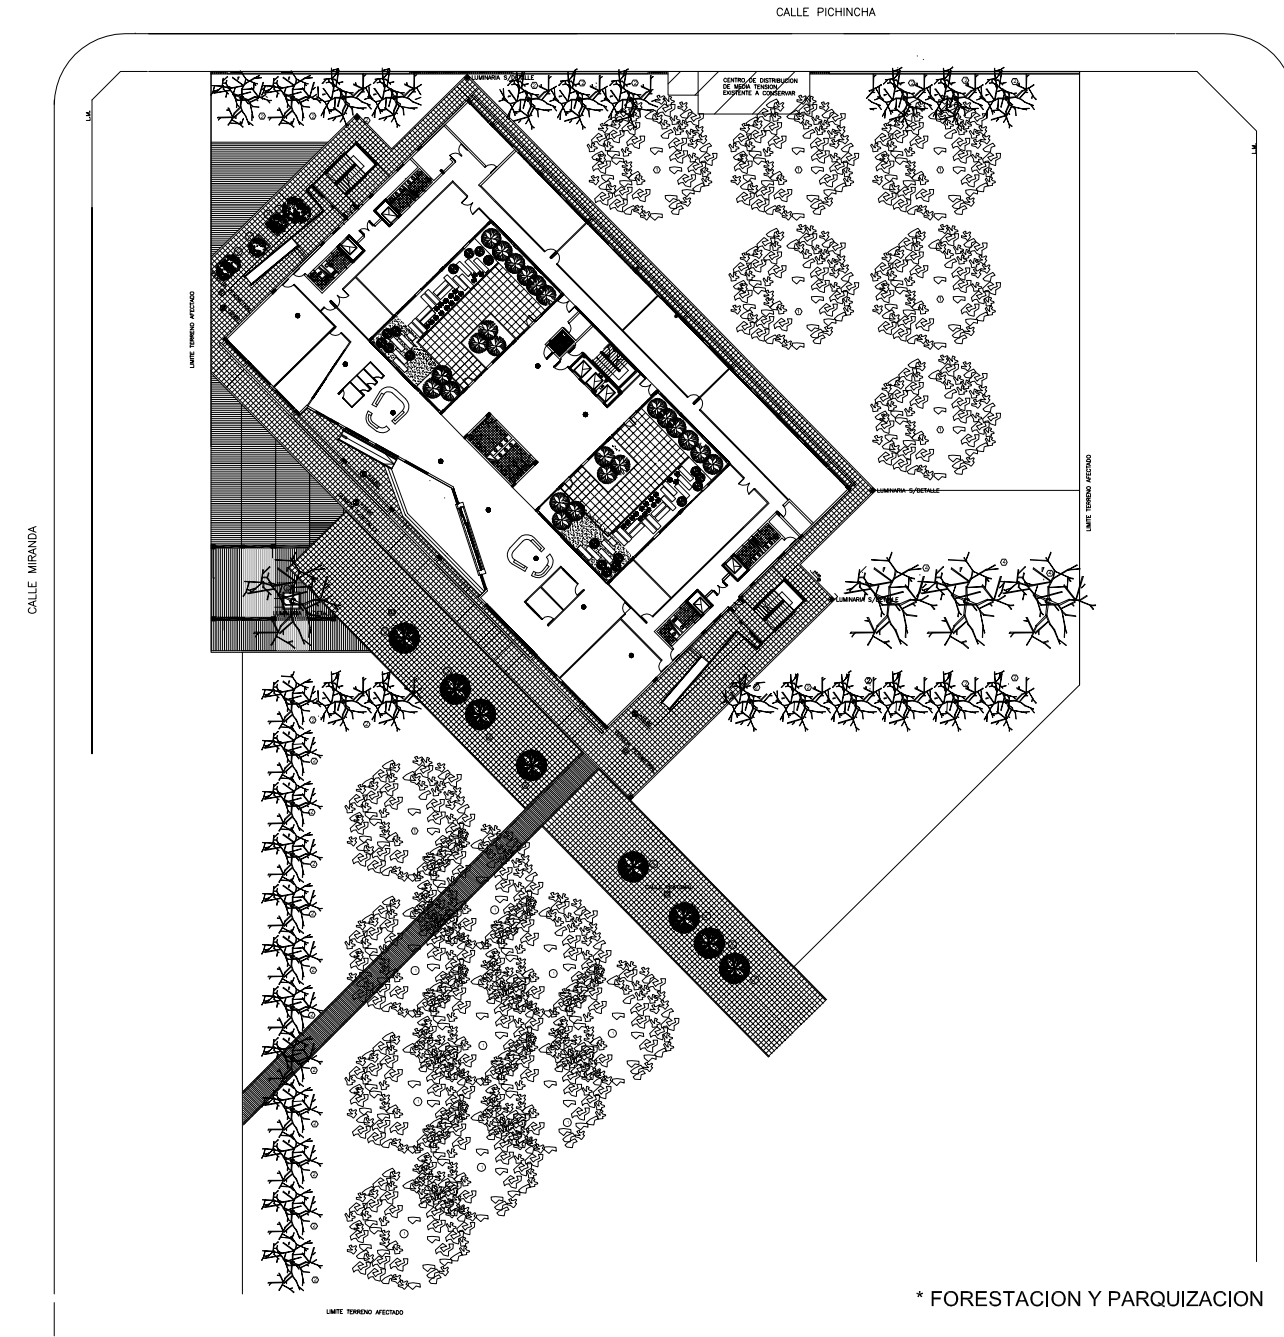 CALLE PICHINCHA
LUMINARIA S/DETALLE
CENTRO DE DISTRIBUCION
DE MEDIA TENSION
EXISTENTE A CONSERVAR
L.M.
L.M.
LIMITE TERRENO AFECTADO
LIMITE TERRENO AFECTADO
LUMINARIA S/DETALLE
CALLE MIRANDA
LUMINARIA S/DETALLE
* FORESTACION Y PARQUIZACION
LIMITE TERRENO AFECTADO